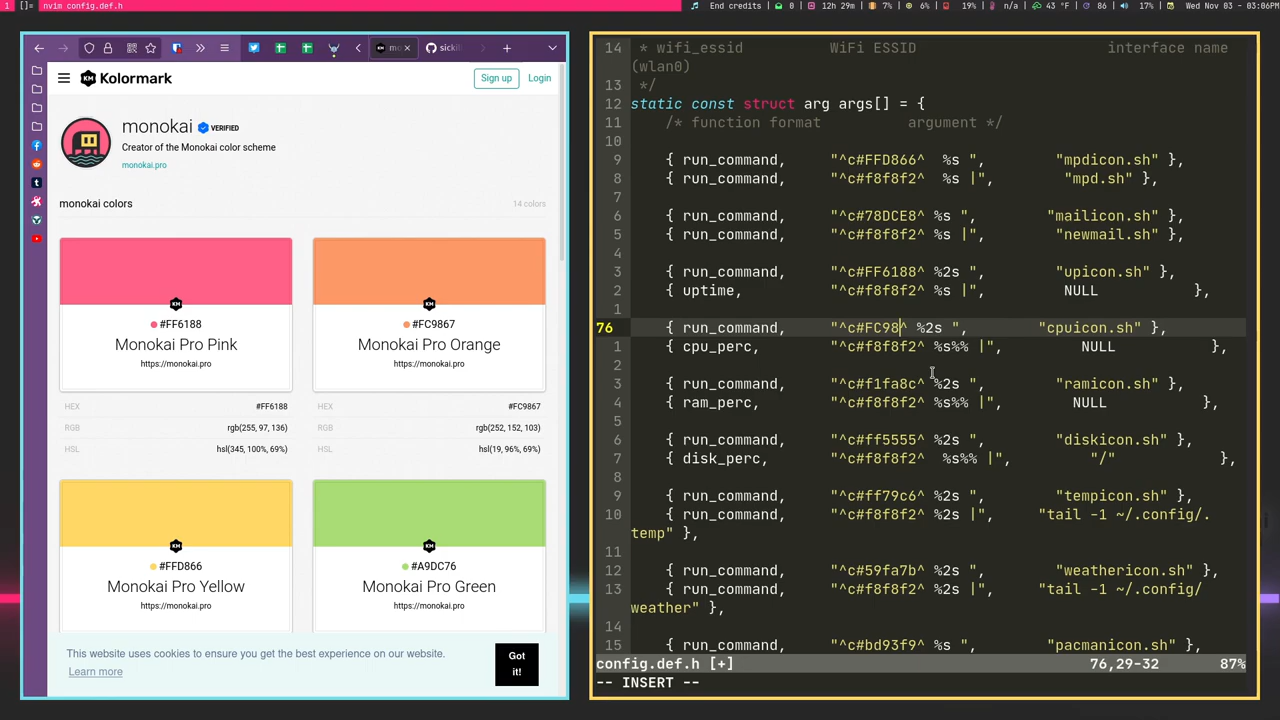 1 []= nvim config.def.h End credits 0 12h 29m 7% 6% 19% n/a 43 °F 86 17% Wed Nov 03 - 03:06PM
mo × sickil
Kolormark Sign up Login
monokai VERIFIED
Creator of the Monokai color scheme
monokai.pro
monokai colors 14 colors
#FF6188
Monokai Pro Pink
https://monokai.pro
HEX #FF6188
RGB rgb(255, 97, 136)
HSL hsl(345, 100%, 69%)
#FC9867
Monokai Pro Orange
https://monokai.pro
HEX #FC9867
RGB rgb(252, 152, 103)
HSL hsl(19, 96%, 69%)
#FFD866
Monokai Pro Yellow
https://monokai.pro
#A9DC76
Monokai Pro Green
https://monokai.pro
This website uses cookies to ensure you get the best experience on our website.
Learn more
Got
it!
14 * wifi_essid WiFi ESSID interface name
(wlan0)
13 */
12 static const struct arg args[] = {
11 /* function format argument */
10
9 { run_command, "^c#FFD866^ %s ", "mpdicon.sh" },
8 { run_command, "^c#f8f8f2^ %s |", "mpd.sh" },
7
6 { run_command, "^c#78DCE8^ %s ", "mailicon.sh" },
5 { run_command, "^c#f8f8f2^ %s |", "newmail.sh" },
4
3 { run_command, "^c#FF6188^ %2s ", "upicon.sh" },
2 { uptime, "^c#f8f8f2^ %s |", NULL },
1
76 { run_command, "^c#FC98^ %2s ", "cpuicon.sh" },
1 { cpu_perc, "^c#f8f8f2^ %s%% |", NULL },
2
3 { run_command, "^c#f1fa8c^ %2s ", "ramicon.sh" },
4 { ram_perc, "^c#f8f8f2^ %s%% |", NULL },
5
6 { run_command, "^c#ff5555^ %2s ", "diskicon.sh" },
7 { disk_perc, "^c#f8f8f2^ %s%% |", "/" },
8
9 { run_command, "^c#ff79c6^ %2s ", "tempicon.sh" },
10 { run_command, "^c#f8f8f2^ %2s |", "tail -1 ~/.config/.
temp" },
11
12 { run_command, "^c#59fa7b^ %2s ", "weathericon.sh" },
13 { run_command, "^c#f8f8f2^ %2s |", "tail -1 ~/.config/
weather" },
14
15 { run_command, "^c#bd93f9^ %s ", "pacmanicon.sh" },
config.def.h [+] 76,29-32 87%
-- INSERT --